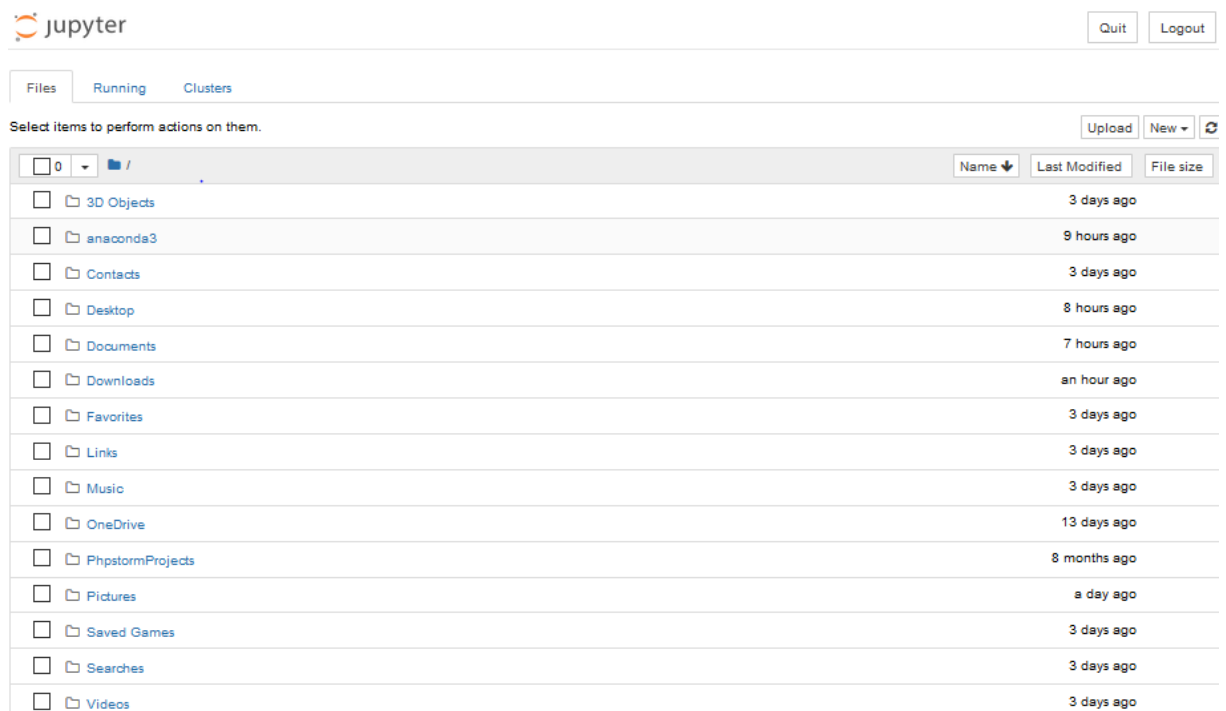 jupyter Quit Logout
Files Running Clusters
Select items to perform actions on them. Upload New
0 / Name Last Modified File size
3D Objects 3 days ago
anaconda3 9 hours ago
Contacts 3 days ago
Desktop 8 hours ago
Documents 7 hours ago
Downloads an hour ago
Favorites 3 days ago
Links 3 days ago
Music 3 days ago
OneDrive 13 days ago
PhpstormProjects 8 months ago
Pictures a day ago
Saved Games 3 days ago
Searches 3 days ago
Videos 3 days ago